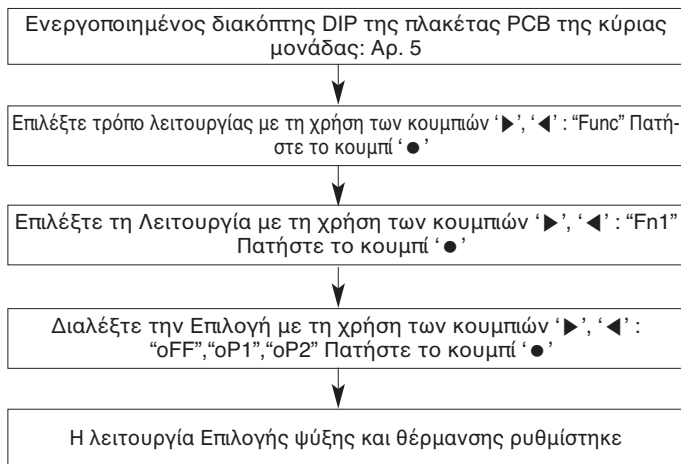 Ενεργοποιημένος διακόπτης DIP της πλακέτας PCB της κύριας
μονάδας: Αρ. 5
Επιλέξτε τρόπο λειτουργίας με τη χρήση των κουμπιών ‘▶’, ‘◀’ : “Func” Πατή-
στε το κουμπί ‘●’
Επιλέξτε τη Λειτουργία με τη χρήση των κουμπιών ‘▶’, ‘◀’ : “Fn1”
Πατήστε το κουμπί ‘●’
Διαλέξτε την Επιλογή με τη χρήση των κουμπιών ‘▶’, ‘◀’ :
“oFF”,“oP1”,“oP2” Πατήστε το κουμπί ‘●’
Η λειτουργία Επιλογής ψύξης και θέρμανσης ρυθμίστηκε